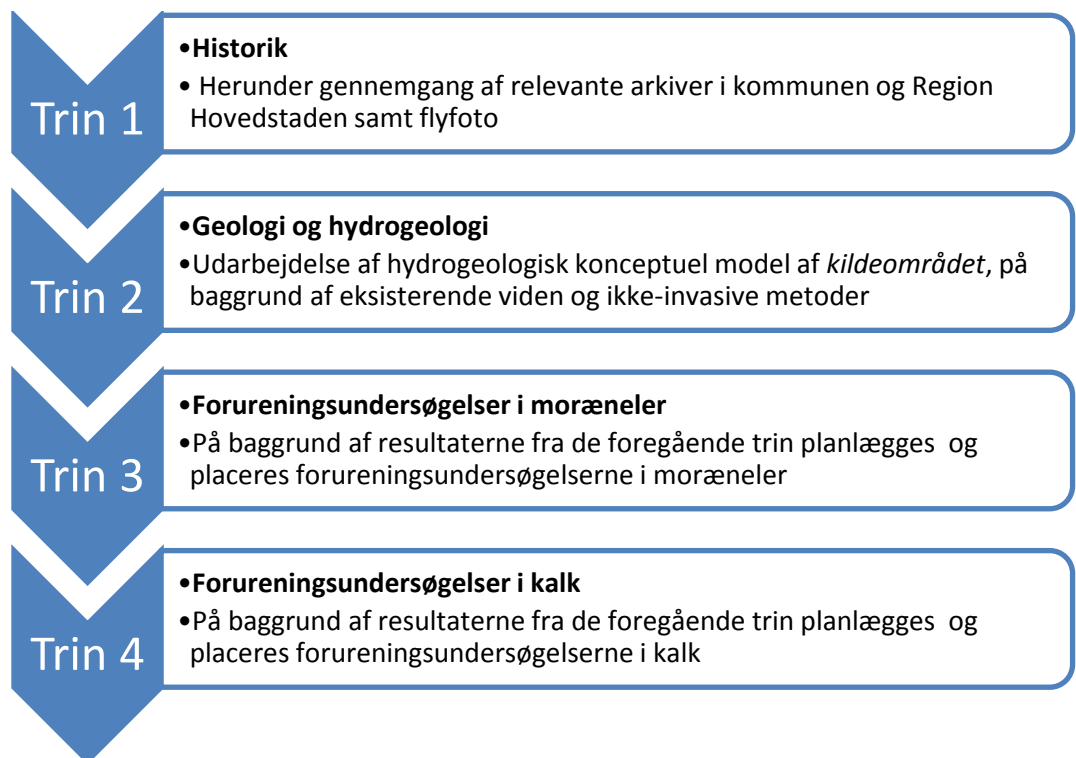 Trin 1
•Historik
• Herunder gennemgang af relevante arkiver i kommunen og Region
Hovedstaden samt flyfoto
Trin 2
•Geologi og hydrogeologi
•Udarbejdelse af hydrogeologisk konceptuel model af kildeområdet, på
baggrund af eksisterende viden og ikke-invasive metoder
Trin 3
•Forureningsundersøgelser i moræneler
•På baggrund af resultaterne fra de foregående trin planlægges og
placeres forureningsundersøgelserne i moræneler
Trin 4
•Forureningsundersøgelser i kalk
•På baggrund af resultaterne fra de foregående trin planlægges og
placeres forureningsundersøgelserne i kalk